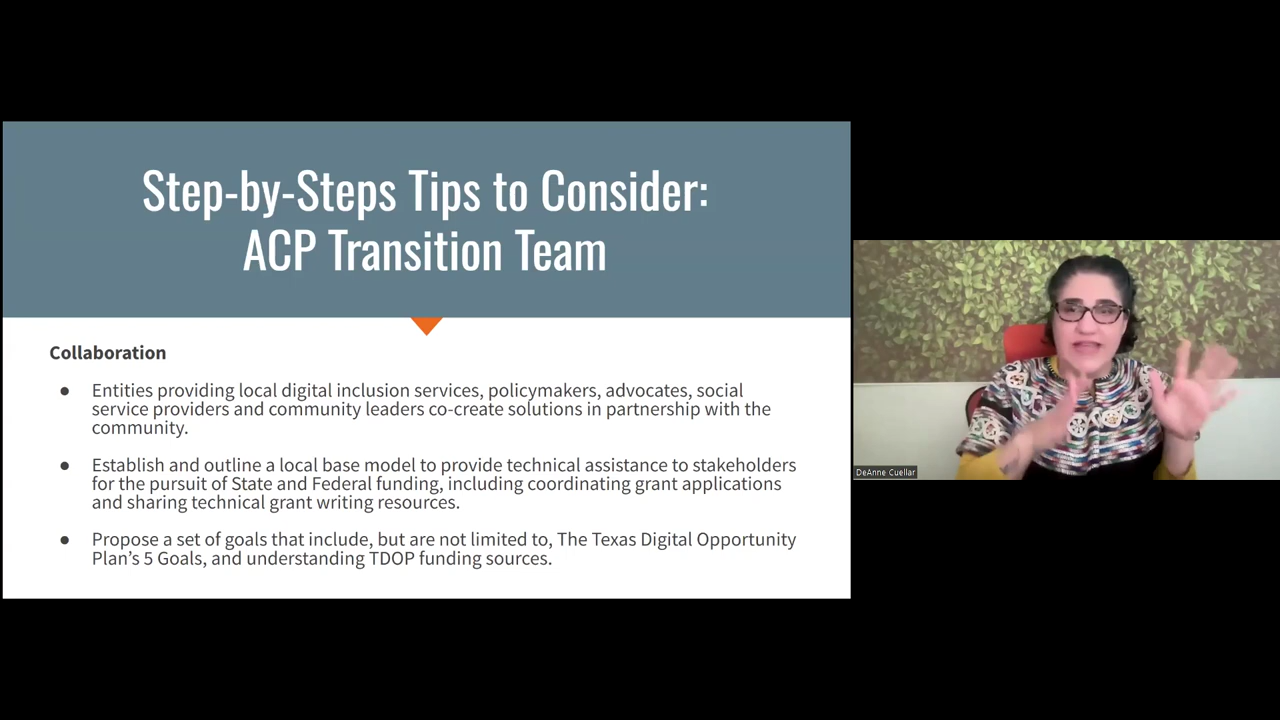 Step-by-Steps Tips to Consider:
ACP Transition Team
Collaboration
● Entities providing local digital inclusion services, policymakers, advocates, social
service providers and community leaders co-create solutions in partnership with the
community.
● Establish and outline a local base model to provide technical assistance to stakeholders
for the pursuit of State and Federal funding, including coordinating grant applications
and sharing technical grant writing resources.
● Propose a set of goals that include, but are not limited to, The Texas Digital Opportunity
Plan's 5 Goals, and understanding TDOP funding sources.
DeAnne Cuellar